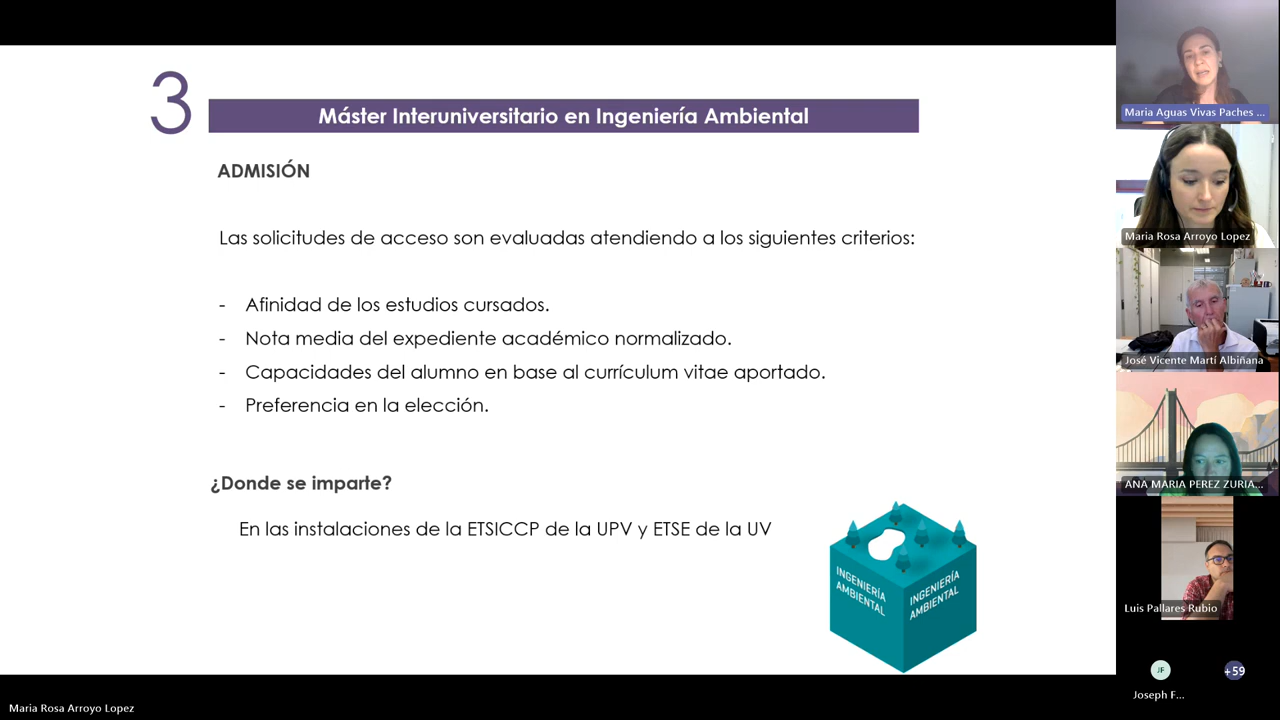 3
Máster Interuniversitario en Ingeniería Ambiental
ADMISIÓN
Las solicitudes de acceso son evaluadas atendiendo a los siguientes criterios:
- Afinidad de los estudios cursados.
- Nota media del expediente académico normalizado.
- Capacidades del alumno en base al currículum vitae aportado.
- Preferencia en la elección.
¿Donde se imparte?
En las instalaciones de la ETSICCP de la UPV y ETSE de la UV
INGENIERÍA
AMBIENTAL
INGENIERÍA
AMBIENTAL
Maria Aguas Vivas Paches ...
Maria Rosa Arroyo Lopez
José Vicente Martí Albiñana
ANA MARIA PEREZ ZURIA...
Luis Pallares Rubio
JF
+59
Joseph F...
Maria Rosa Arroyo Lopez